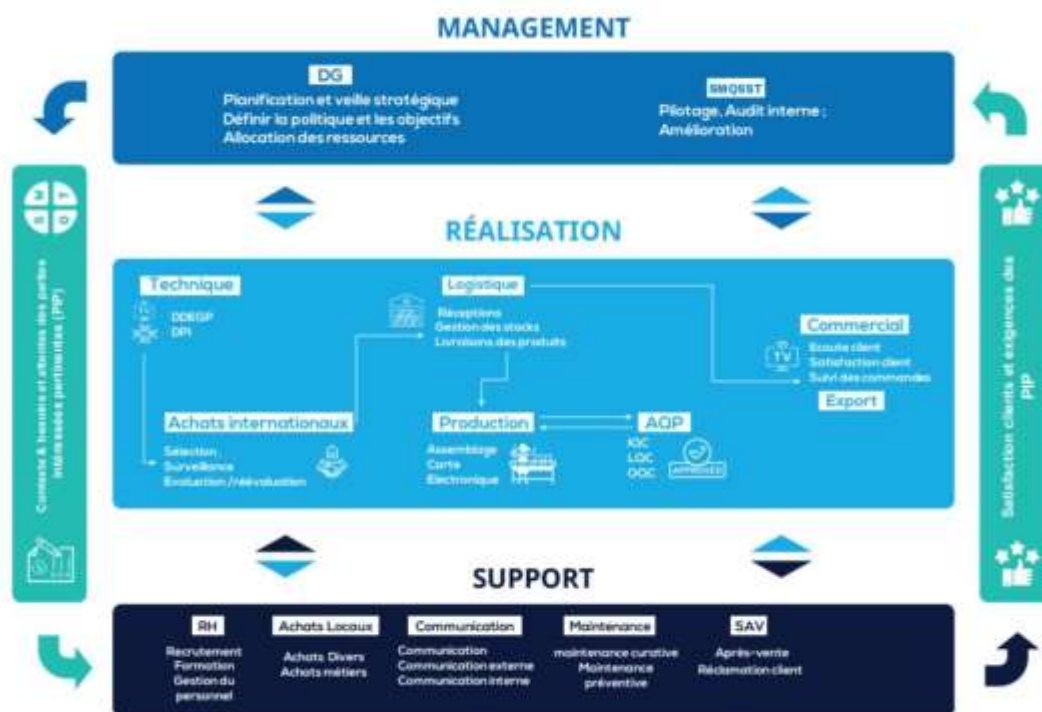 MANAGEMENT
DG
Planification et veille stratégique
Définir la politique et les objectifs
Allocation des ressources
SMQSST
Pilotage, Audit interne ;
Amélioration
Contexte & besoins et attentes des parties
intéressées pertinentes (PIP)
RÉALISATION
Technique
DDEGP
DPI
Logistique
Réceptions
Gestion des stocks
Livraisons des produits
Commercial
Ecoute client
Satisfaction client
Suivi des commandes
Export
TV
Achats internationaux
Sélection
Surveillance
Evaluation /réévaluation
Production
Assemblage
Carte
Electronique
AQP
IQC
LQC
OQC
APPROVED
Satisfaction clients et exigences des
PIP
SUPPORT
RH
Recrutement
Formation
Gestion du
personnel
Achats Locaux
Achats Divers
Achats métiers
Communication
Communication
Communication externe
Communication interne
Maintenance
maintenance curative
Maintenance
préventive
SAV
Après-vente
Réclamation client